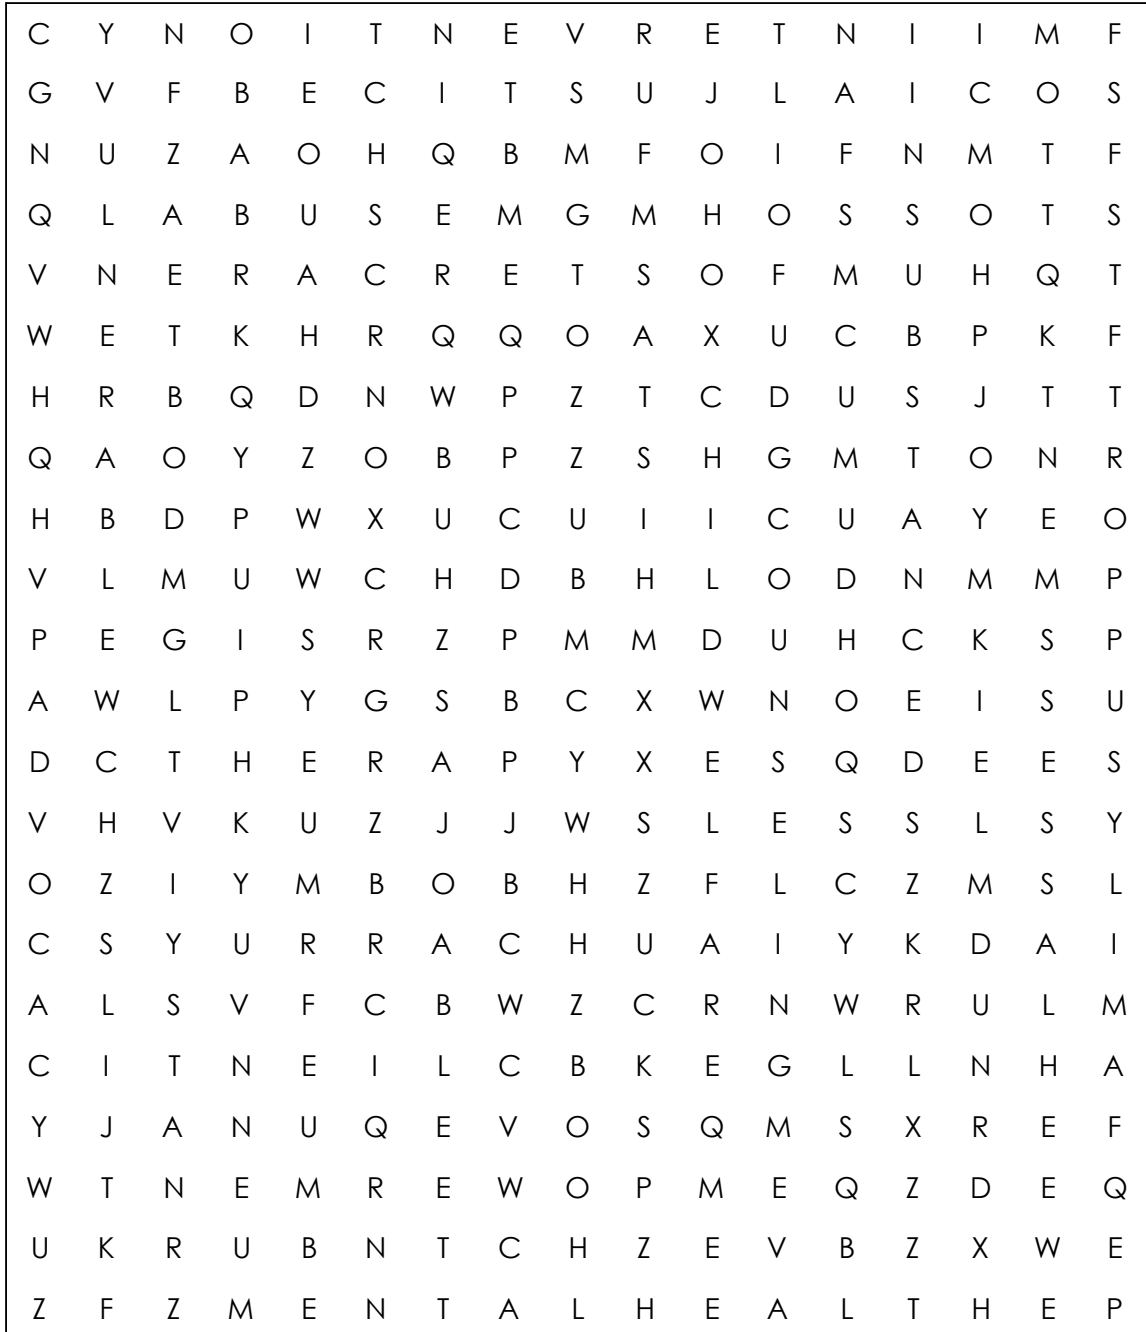 C Y N O I T N E V R E T N I I M F
G V F B E C I T S U J L A I C O S
N U Z A O H Q B M F O I F N M T F
Q L A B U S E M G M H O S S O T S
V N E R A C R E T S O F M U H Q T
W E T K H R Q Q O A X U C B P K F
H R B Q D N W P Z T C D U S J T T
Q A O Y Z O B P Z S H G M T O N R
H B D P W X U C U I I C U A Y E O
V L M U W C H D B H L O D N M M P
P E G I S R Z P M M D U H C K S P
A W L P Y G S B C X W N O E I S U
D C T H E R A P Y X E S Q D E E S
V H V K U Z J J W S L E S S L S Y
O Z I Y M B O B H Z F L C Z M S L
C S Y U R R A C H U A I Y K D A I
A L S V F C B W Z C R N W R U L M
C I T N E I L C B K E G L L N H A
Y J A N U Q E V O S Q M S X R E F
W T N E M R E W O P M E Q Z D E Q
U K R U B N T C H Z E V B Z X W E
Z F Z M E N T A L H E A L T H E P